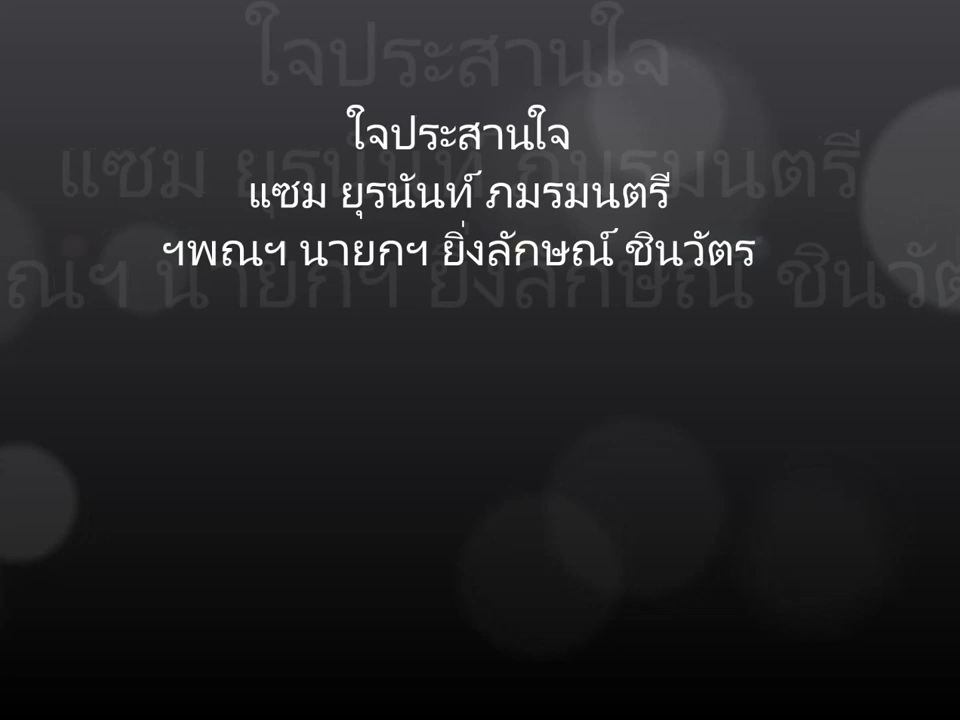 ใจประสานใจ
แซม ยุรนันท์ ภมรมนตรี
ฯพณฯ นายกฯ ยิ่งลักษณ์ ชินวัตร